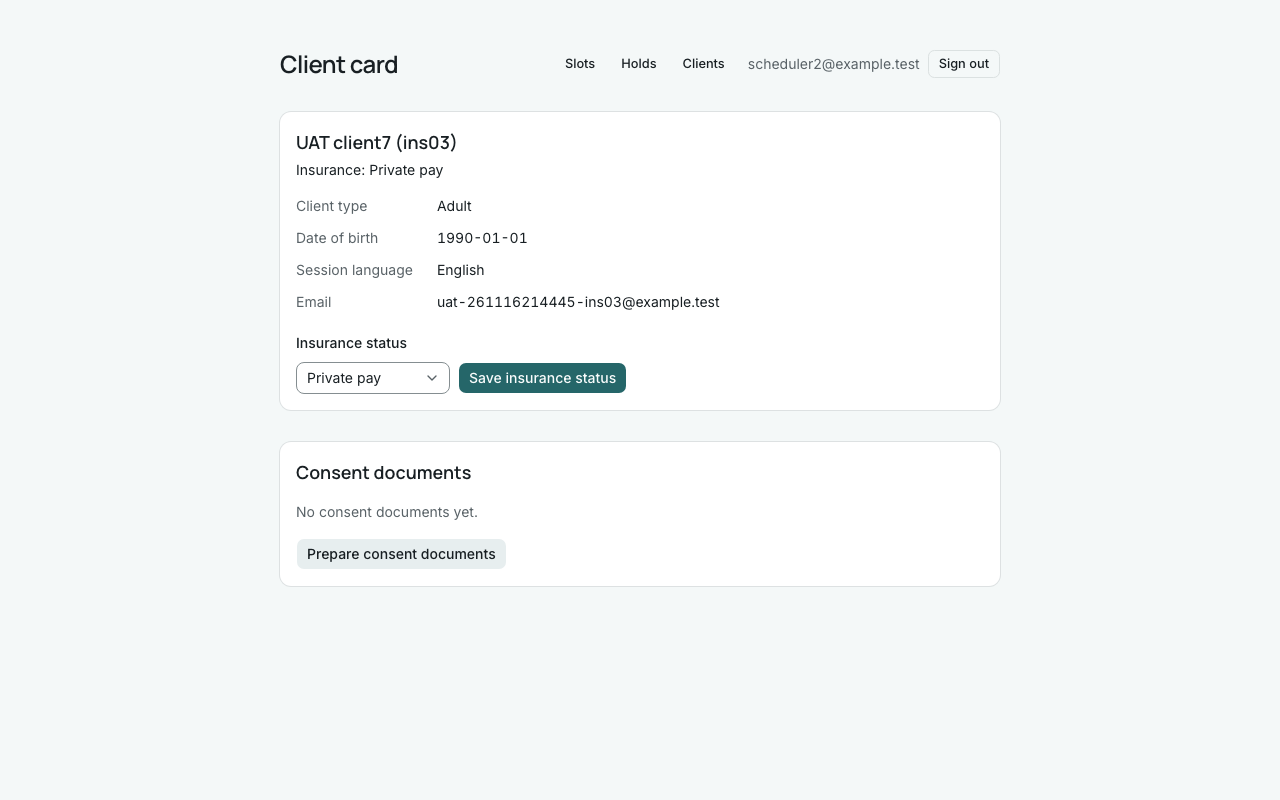 Client card
Slots Holds Clients scheduler2@example.test Sign out
UAT client7 (ins03)
Insurance: Private pay
Client type Adult
Date of birth 1990-01-01
Session language English
Email uat-261116214445-ins03@example.test
Insurance status
Private pay Save insurance status
Consent documents
No consent documents yet.
Prepare consent documents